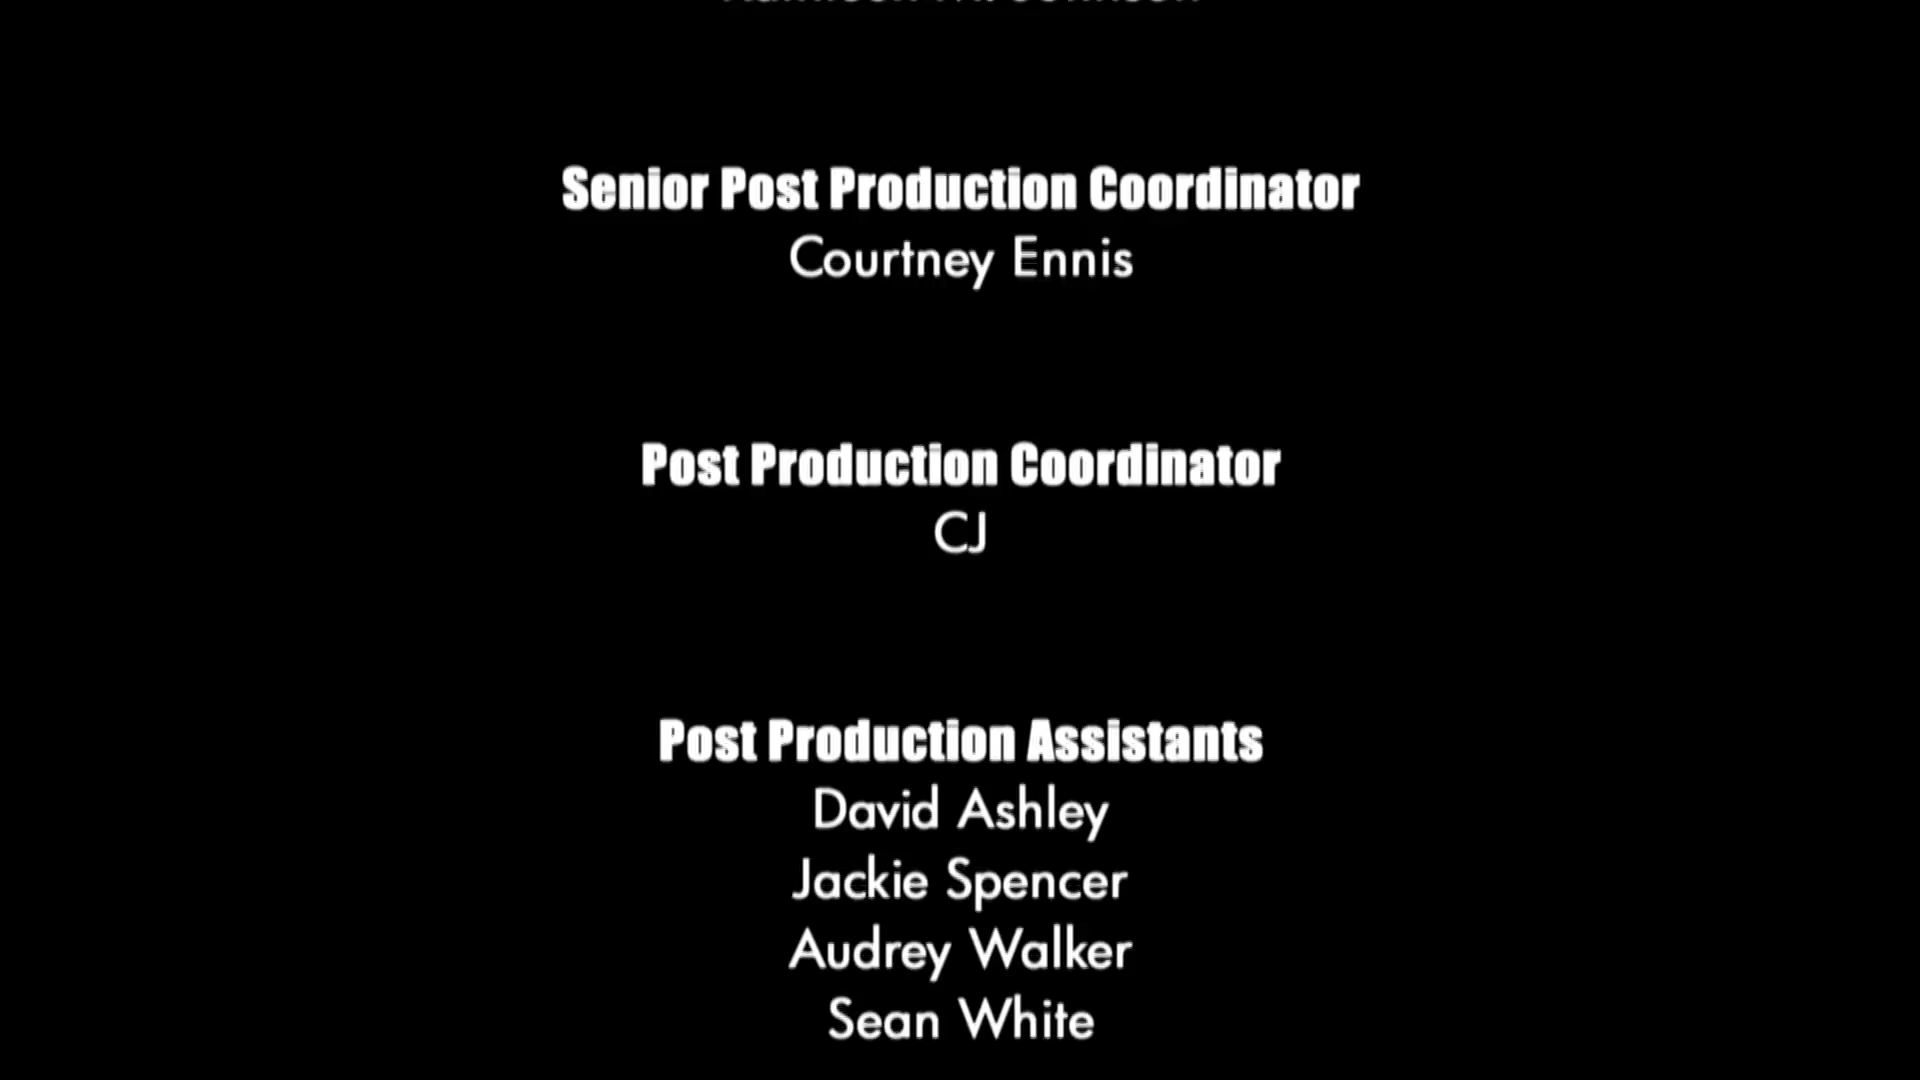 Senior Post Production Coordinator
Courtney Ennis
Post Production Coordinator
CJ
Post Production Assistants
David Ashley
Jackie Spencer
Audrey Walker
Sean White